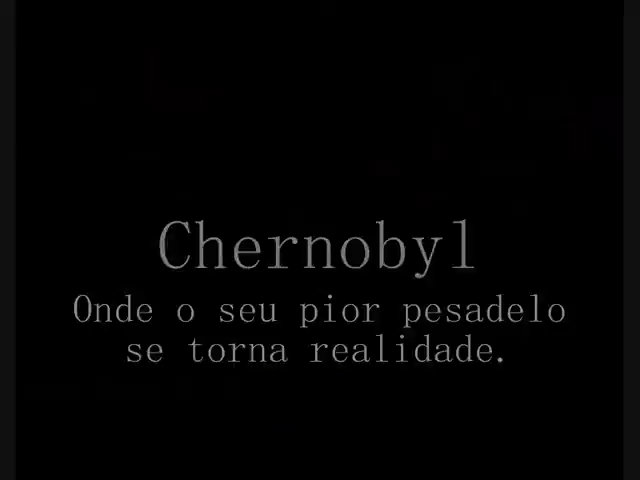 Chernobyl
Onde o seu pior pesadelo
se torna realidade.